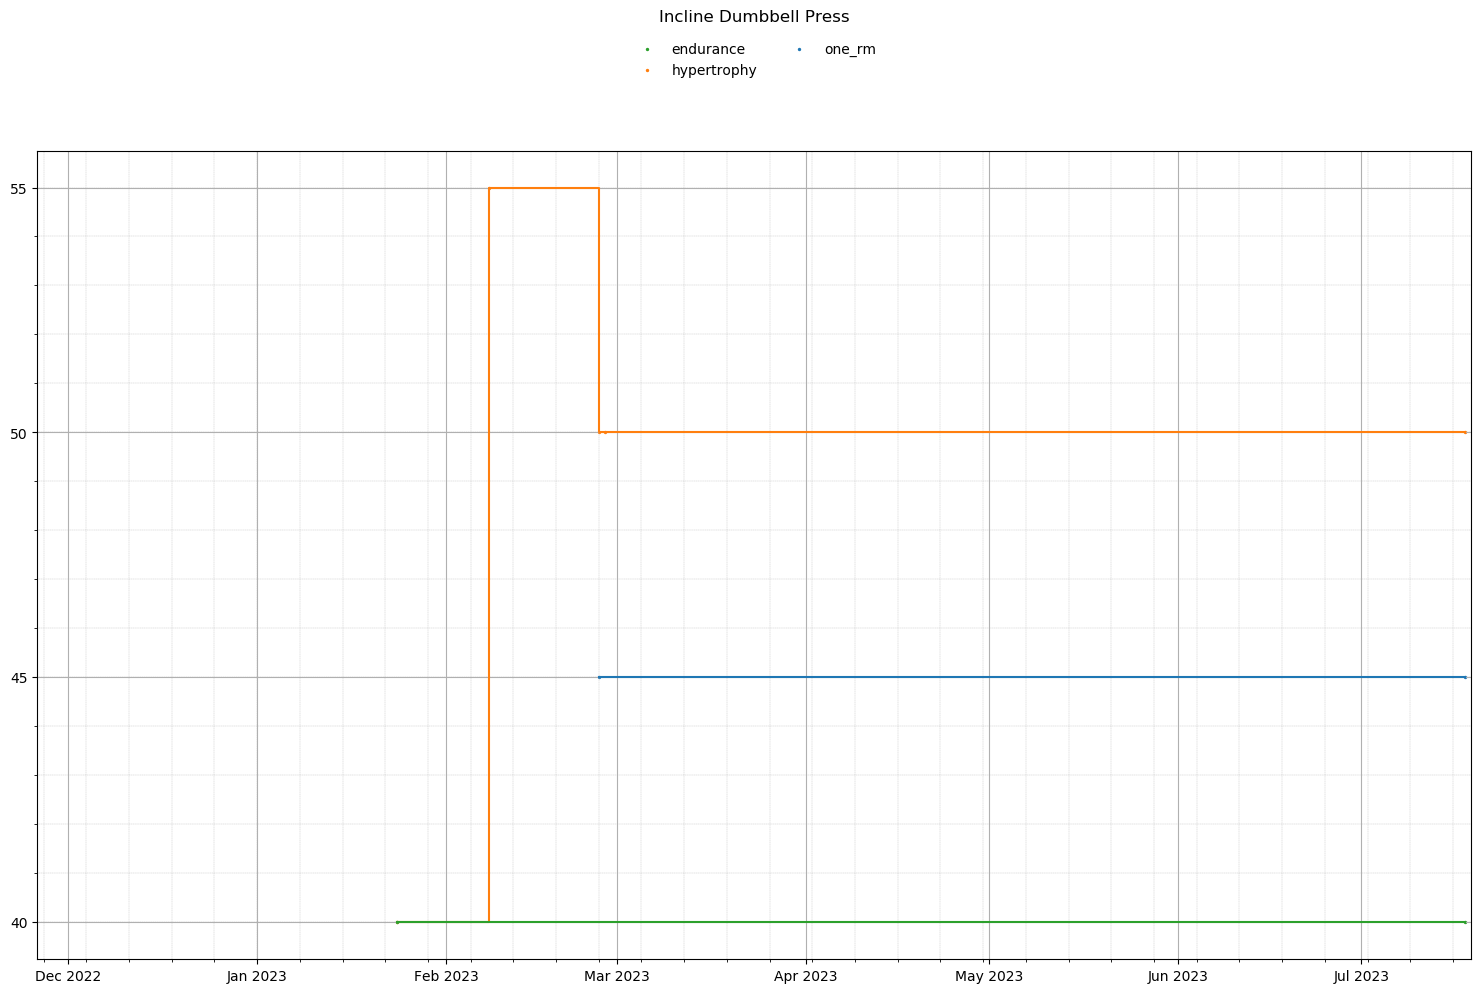 Incline Dumbbell Press
endurance
hypertrophy
one_rm
55
50
45
40
Dec 2022
Jan 2023
Feb 2023
Mar 2023
Apr 2023
May 2023
Jun 2023
Jul 2023